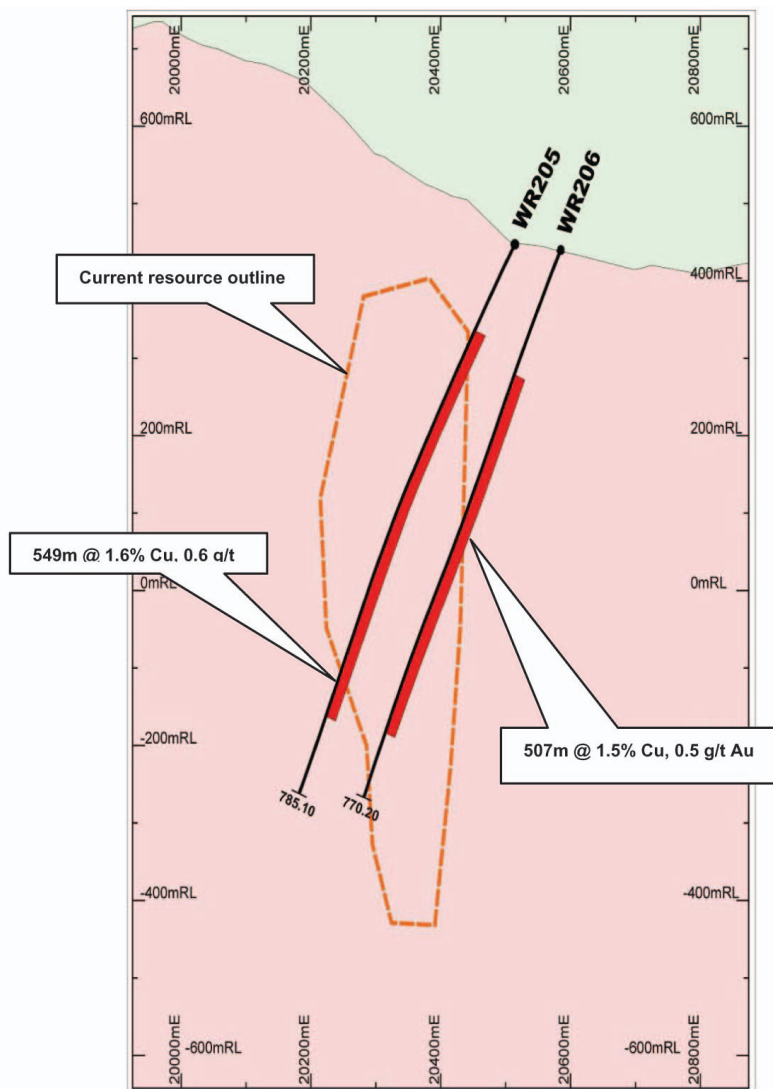 20000mE
20200mE
20400mE
20600mE
20800mE
600mRL
600mRL
WR205
WR206
Current resource outline
400mRL
200mRL
200mRL
549m @ 1.6% Cu, 0.6 g/t
0mRL
0mRL
-200mRL
-200mRL
507m @ 1.5% Cu, 0.5 g/t Au
785.10
770.20
-400mRL
-400mRL
20000mE
-600mRL
20200mE
20400mE
20600mE
20800mE
-600mRL